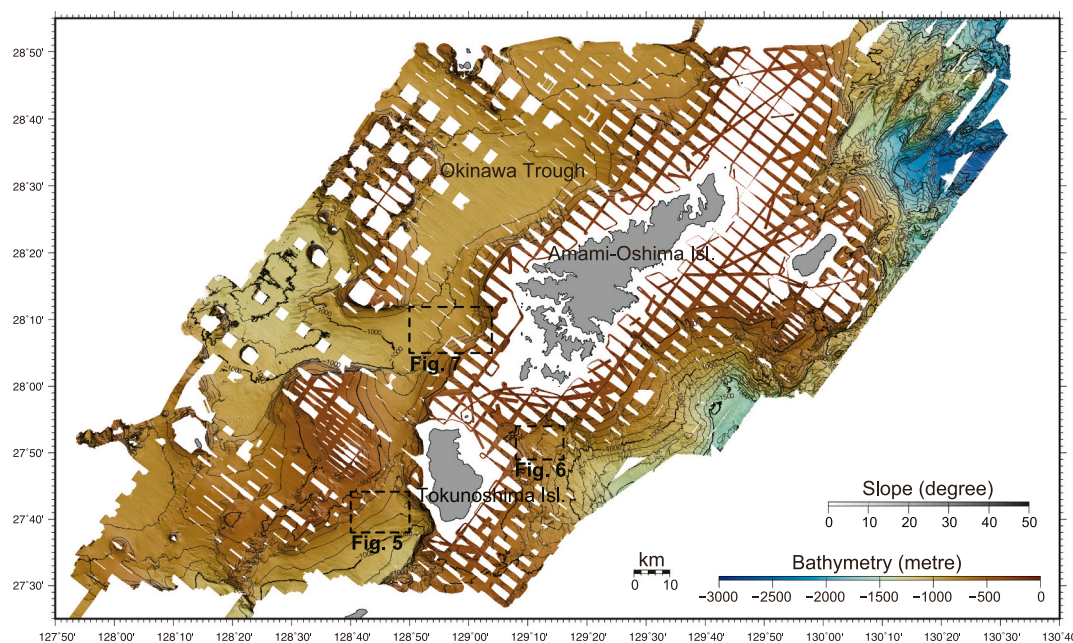 28˚50'
28˚40'
28˚30'
28˚20'
28˚10'
28˚00'
27˚50'
27˚40'
27˚30'
Okinawa Trough
Amami-Oshima Isl.
Fig. 7
Fig. 6
Tokunoshima Isl.
Fig. 5
-1000
-1000
-1500
-1000
Slope (degree)
0 10 20 30 40 50
km
0 10
Bathymetry (metre)
−3000 −2500 −2000 −1500 −1000 −500 0
127˚50' 128˚00' 128˚10' 128˚20' 128˚30' 128˚40' 128˚50' 129˚00' 129˚10' 129˚20' 129˚30' 129˚40' 129˚50' 130˚00' 130˚10' 130˚20' 130˚30' 130˚40'